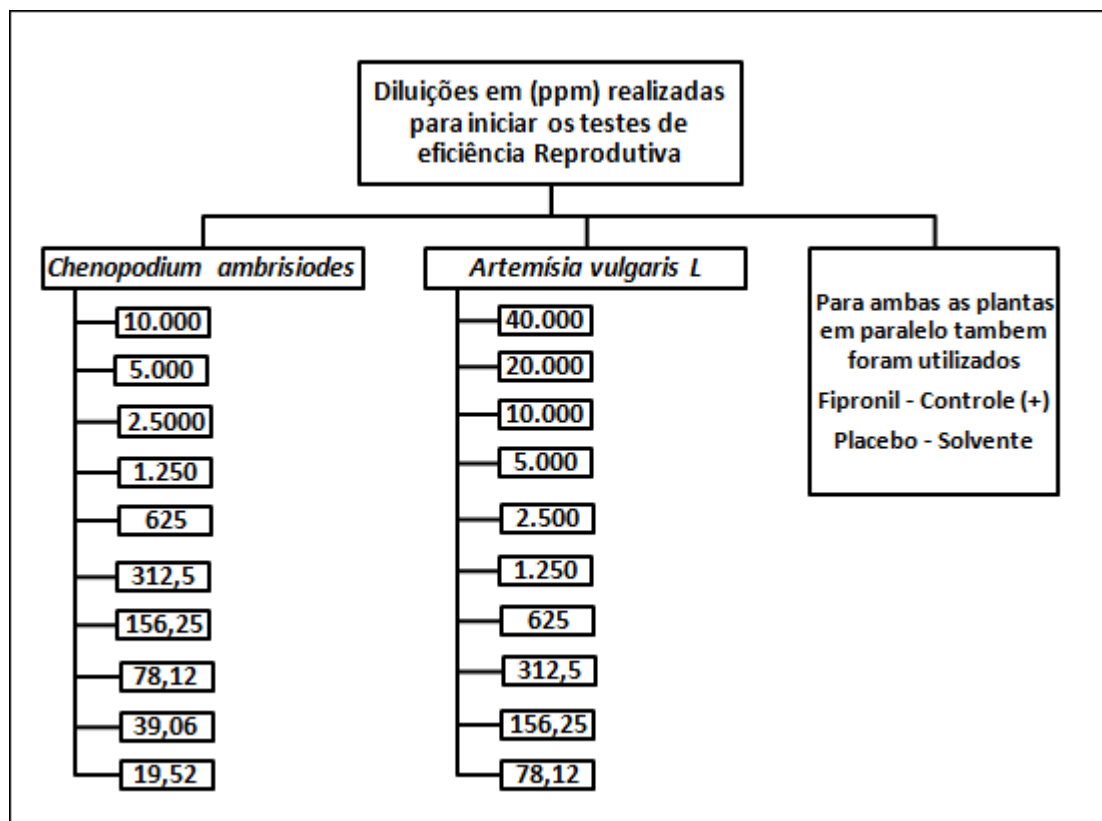 Diluições em (ppm) realizadas
para iniciar os testes de
eficiência Reprodutiva
Chenopodium ambrisiodes
10.000
5.000
2.5000
1.250
625
312,5
156,25
78,12
39,06
19,52
Artemísia vulgaris L
40.000
20.000
10.000
5.000
2.500
1.250
625
312,5
156,25
78,12
Para ambas as plantas
em paralelo tambem
foram utilizados
Fipronil - Controle (+)
Placebo - Solvente